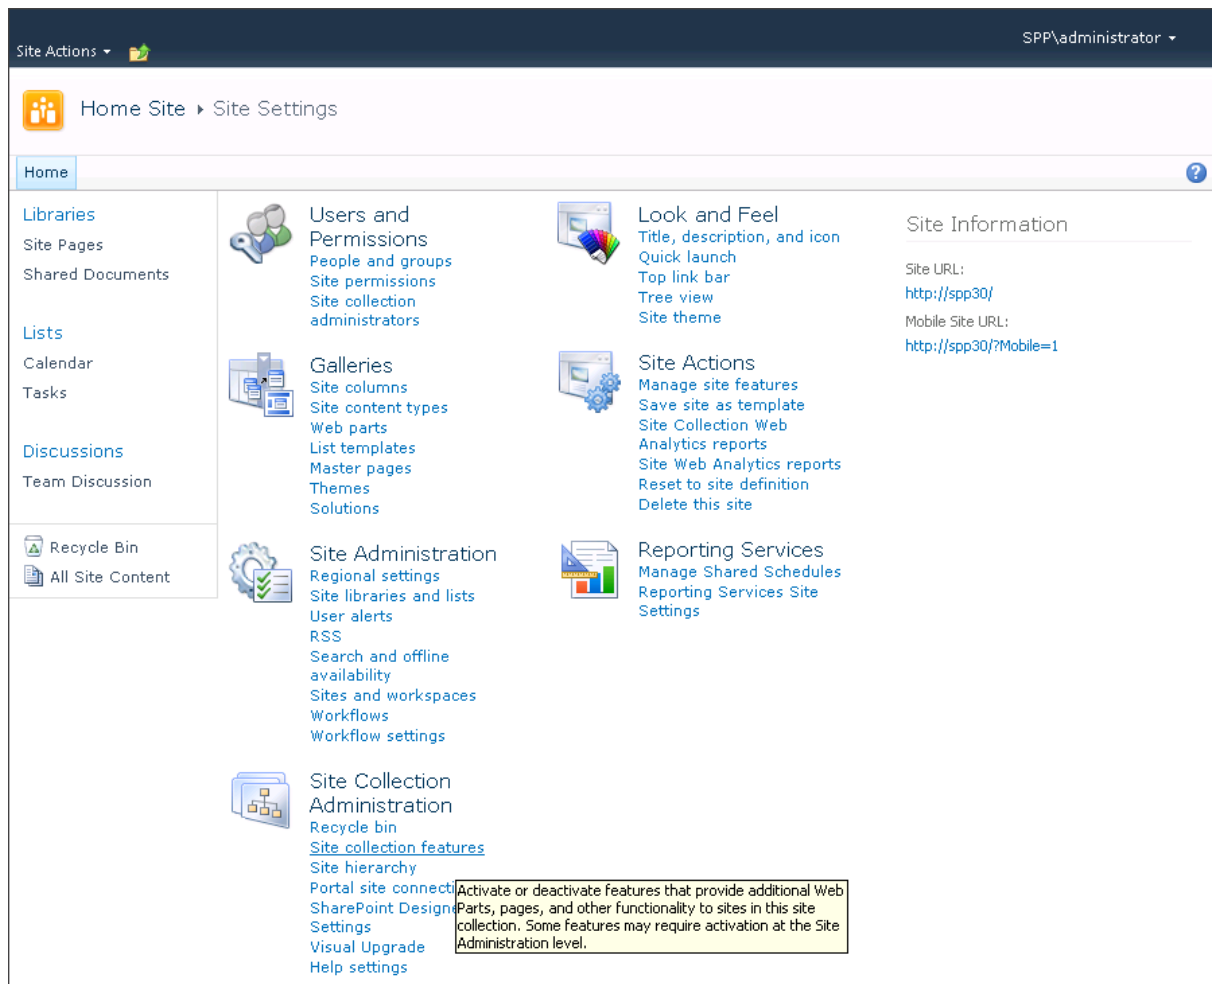 Site Actions
SPP\administrator
Home Site ▸ Site Settings
Home
Libraries
Site Pages
Shared Documents
Lists
Calendar
Tasks
Discussions
Team Discussion
Recycle Bin
All Site Content
Users and
Permissions
People and groups
Site permissions
Site collection
administrators
Galleries
Site columns
Site content types
Web parts
List templates
Master pages
Themes
Solutions
Site Administration
Regional settings
Site libraries and lists
User alerts
RSS
Search and offline
availability
Sites and workspaces
Workflows
Workflow settings
Site Collection
Administration
Recycle bin
Site collection features
Site hierarchy
Portal site connecti
SharePoint Designe
Settings
Visual Upgrade
Help settings
Activate or deactivate features that provide additional Web
Parts, pages, and other functionality to sites in this site
collection. Some features may require activation at the Site
Administration level.
Look and Feel
Title, description, and icon
Quick launch
Top link bar
Tree view
Site theme
Site Actions
Manage site features
Save site as template
Site Collection Web
Analytics reports
Site Web Analytics reports
Reset to site definition
Delete this site
Reporting Services
Manage Shared Schedules
Reporting Services Site
Settings
Site Information
Site URL:
http://spp30/
Mobile Site URL:
http://spp30/?Mobile=1